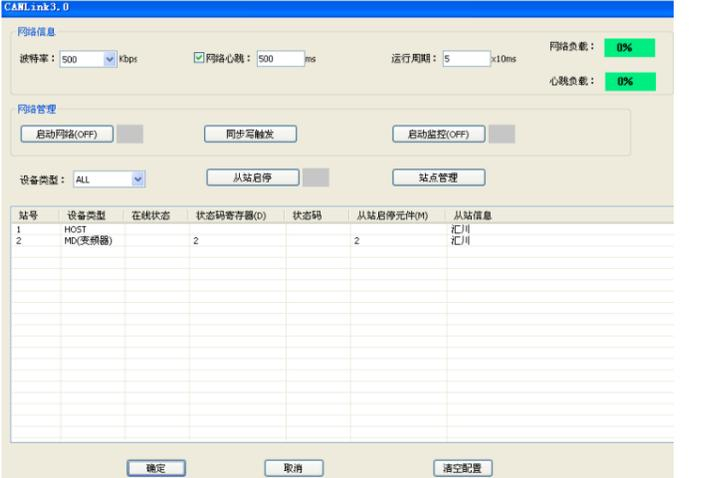 CANLink3.0
网络信息
波特率： 500 Kbps 网络心跳： 500 ms 运行周期： 5 x10ms 网络负载： 0%
心跳负载： 0%
网络管理
启动网络(OFF) 同步写触发 启动监控(OFF)
设备类型： ALL 从站启停 站点管理
站号 设备类型 在线状态 状态码寄存器(D) 状态码 从站启停元件(M) 从站信息
1 HOST 汇川
2 MD(变频器) 2 2 汇川
确定 取消 清空配置